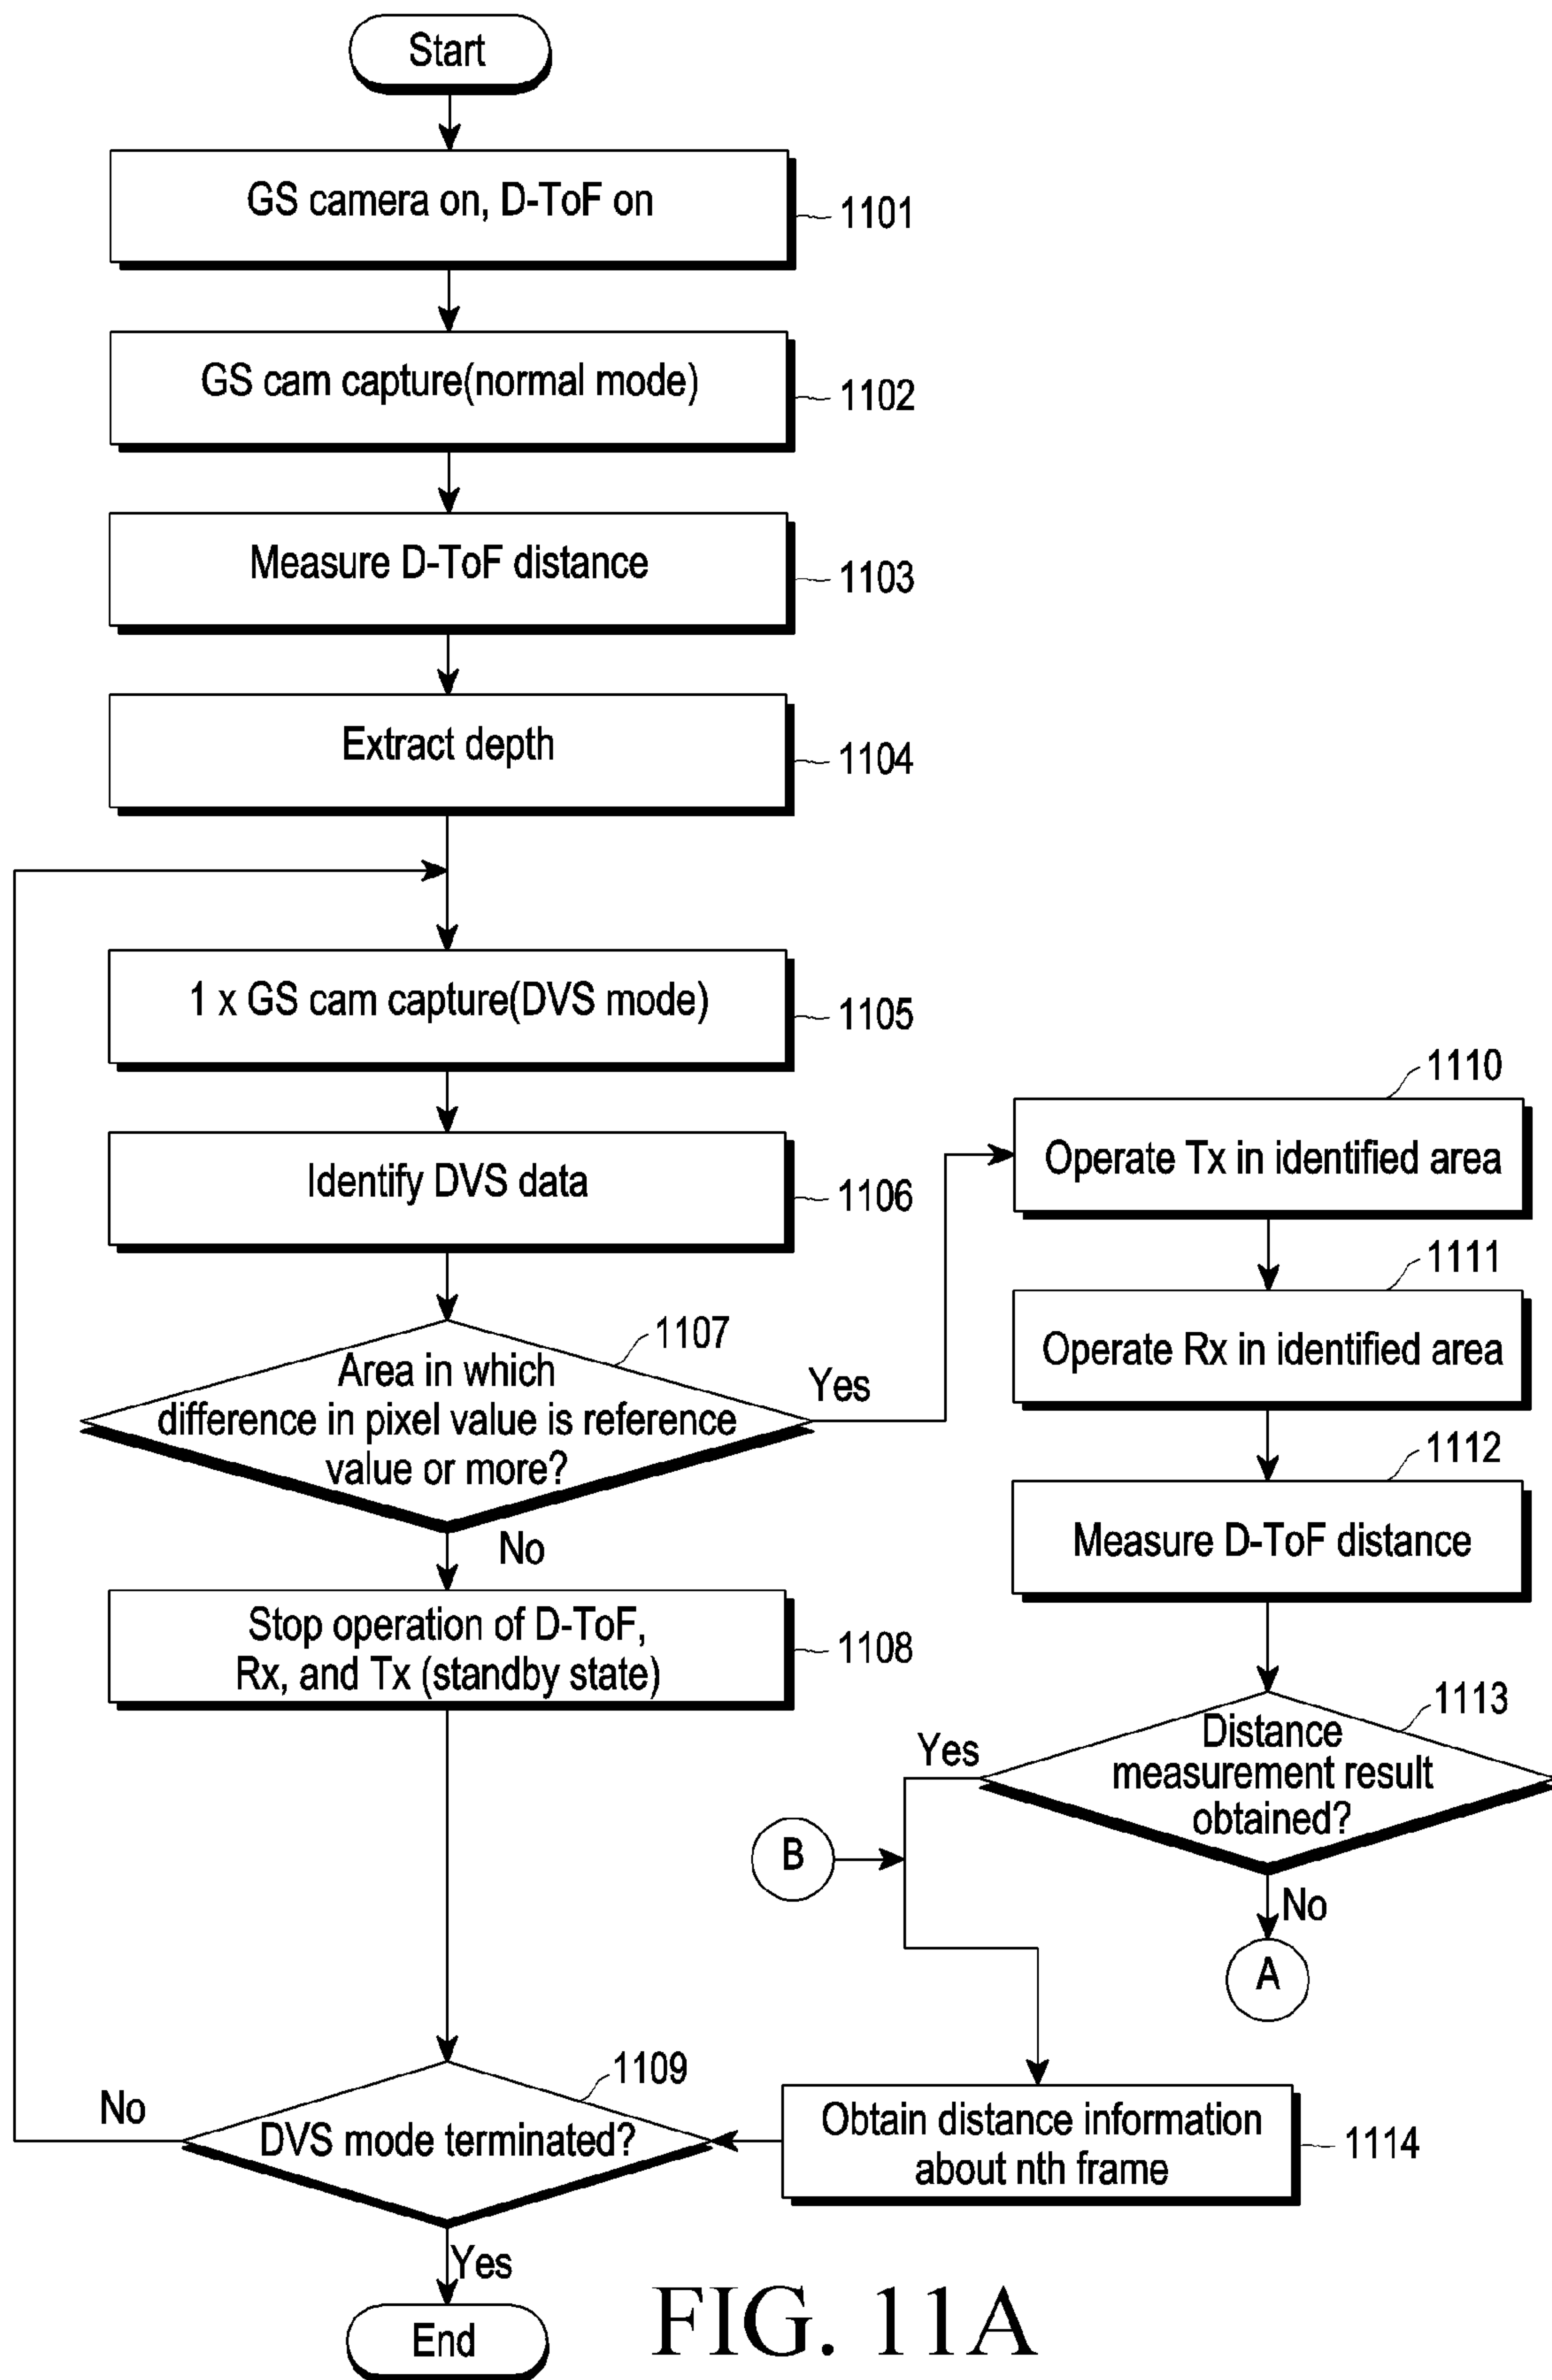 Start
GS camera on, D-ToF on
1101
GS cam capture(normal mode)
1102
Measure D-ToF distance
1103
Extract depth
1104
1 x GS cam capture(DVS mode)
1105
Identify DVS data
1106
1107
Area in which
difference in pixel value is reference
value or more?
Yes
No
Stop operation of D-ToF,
Rx, and Tx (standby state)
1108
1110
Operate Tx in identified area
1111
Operate Rx in identified area
1112
Measure D-ToF distance
1113
Distance
measurement result
obtained?
Yes
B
No
A
1109
DVS mode terminated?
No
Obtain distance information
about nth frame
1114
Yes
End
FIG. 11A